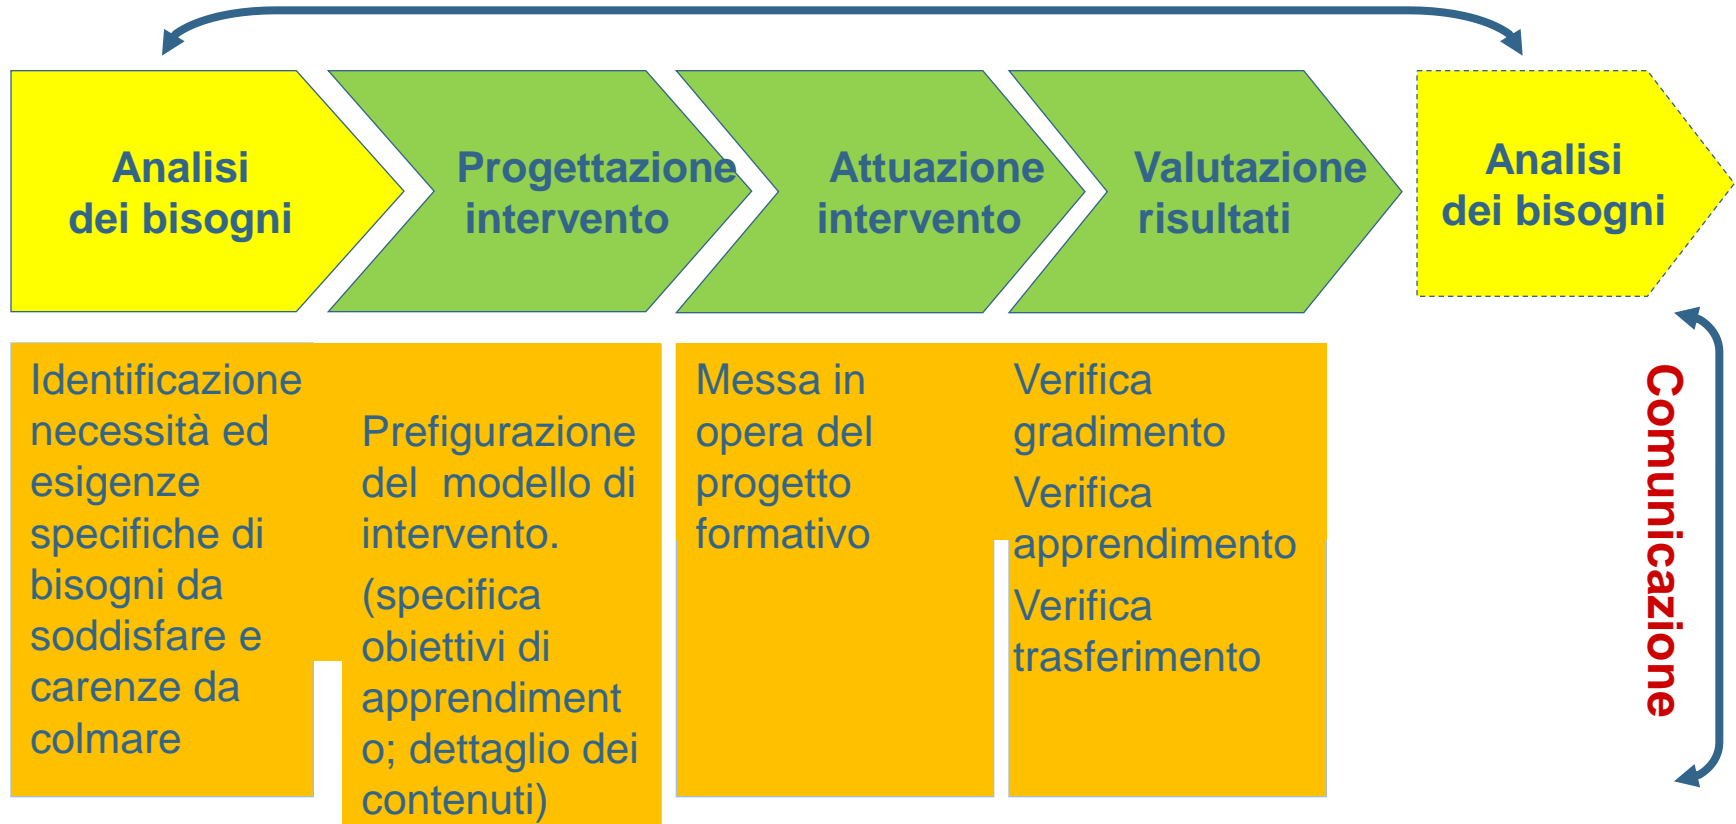 Analisi
dei bisogni
Progettazione
intervento
Attuazione
intervento
Valutazione
risultati
Analisi
dei bisogni
Identificazione
necessità ed
esigenze
specifiche di
bisogni da
soddisfare e
carenze da
colmare
Prefigurazione
del modello di
intervento.
(specifica
obiettivi di
apprendiment
o; dettaglio dei
contenuti)
Messa in
opera del
progetto
formativo
Verifica
gradimento
Verifica
apprendimento
Verifica
trasferimento
Comunicazione